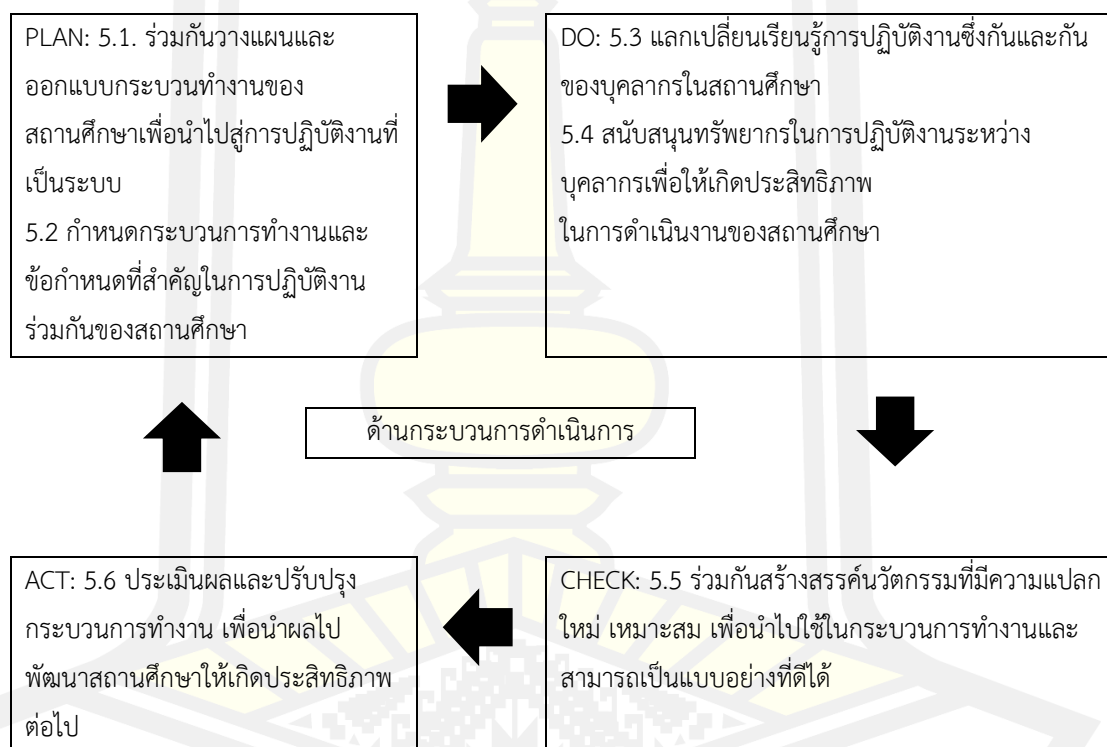 PLAN: 5.1. ร่วมกันวางแผนและ
ออกแบบกระบวนทำงานของ
สถานศึกษาเพื่อนำไปสู่การปฏิบัติงานที่
เป็นระบบ
5.2 กำหนดกระบวนการทำงานและ
ข้อกำหนดที่สำคัญในการปฏิบัติงาน
ร่วมกันของสถานศึกษา
DO: 5.3 แลกเปลี่ยนเรียนรู้การปฏิบัติงานซึ่งกันและกัน
ของบุคลากรในสถานศึกษา
5.4 สนับสนุนทรัพยากรในการปฏิบัติงานระหว่าง
บุคลากรเพื่อให้เกิดประสิทธิภาพ
ในการดำเนินงานของสถานศึกษา
ด้านกระบวนการดำเนินการ
ACT: 5.6 ประเมินผลและปรับปรุง
กระบวนการทำงาน เพื่อนำผลไป
พัฒนาสถานศึกษาให้เกิดประสิทธิภาพ
ต่อไป
CHECK: 5.5 ร่วมกันสร้างสรรค์นวัตกรรมที่มีความแปลก
ใหม่ เหมาะสม เพื่อนำไปใช้ในกระบวนการทำงานและ
สามารถเป็นแบบอย่างที่ดีได้